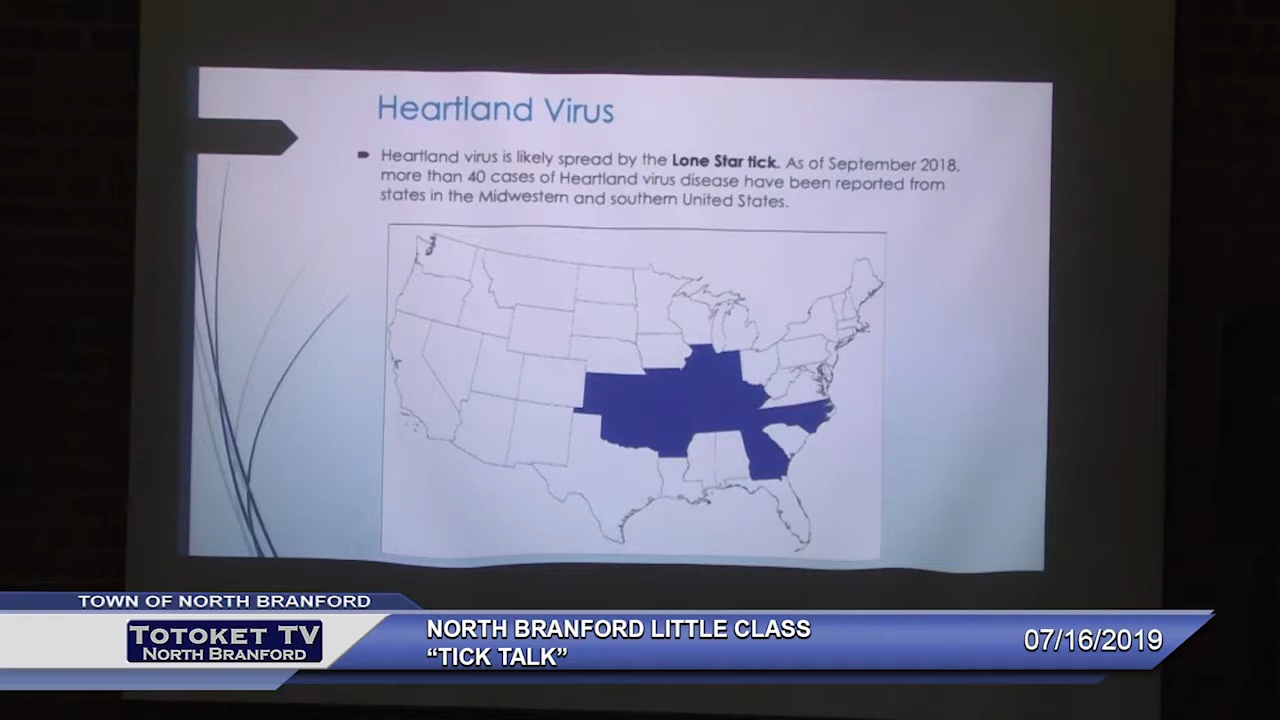 Heartland Virus
Heartland virus is likely spread by the Lone Star tick. As of September 2018,
more than 40 cases of Heartland virus disease have been reported from
states in the Midwestern and southern United States.
TOWN OF NORTH BRANFORD
TOTOKET TV
NORTH BRANFORD
NORTH BRANFORD LITTLE CLASS
“TICK TALK”
07/16/2019